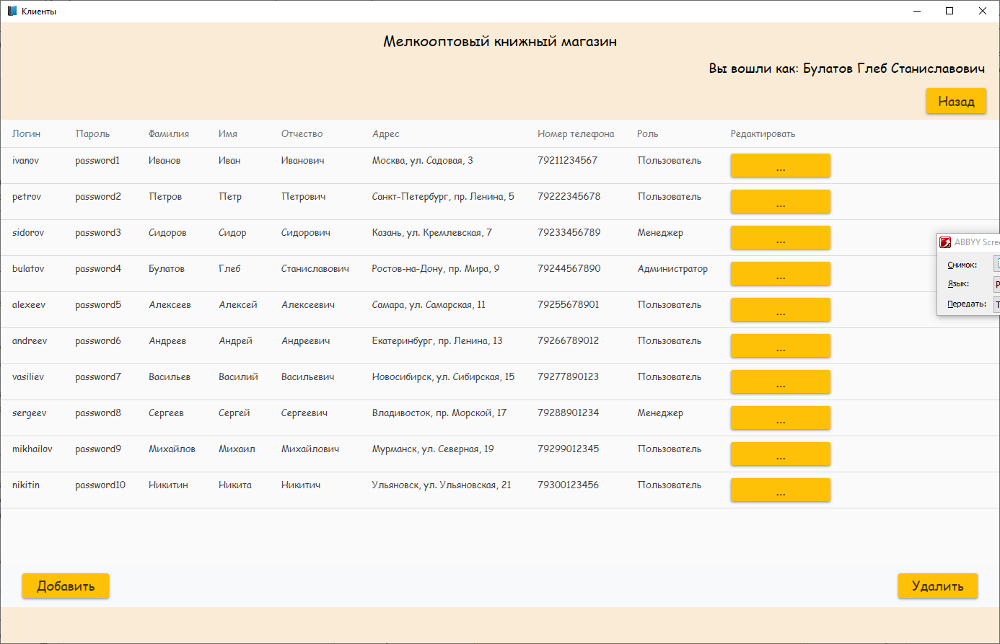 Клиенты
Мелкооптовый книжный магазин
Вы вошли как: Булатов Глеб Станиславович
Назад
Логин Пароль Фамилия Имя Отчество Адрес Номер телефона Роль Редактировать
ivanov password1 Иванов Иван Иванович Москва, ул. Садовая, 3 79211234567 Пользователь ...
petrov password2 Петров Петр Петрович Санкт-Петербург, пр. Ленина, 5 79222345678 Пользователь ...
sidorov password3 Сидоров Сидор Сидорович Казань, ул. Кремлевская, 7 79233456789 Менеджер ...
bulatov password4 Булатов Глеб Станиславович Ростов-на-Дону, пр. Мира, 9 79244567890 Администратор ...
alexeev password5 Алексеев Алексей Алексеевич Самара, ул. Самарская, 11 79255678901 Пользователь ...
andreev password6 Андреев Андрей Андреевич Екатеринбург, пр. Ленина, 13 79266789012 Пользователь ...
vasiliev password7 Васильев Василий Васильевич Новосибирск, ул. Сибирская, 15 79277890123 Пользователь ...
sergeev password8 Сергеев Сергей Сергеевич Владивосток, пр. Морской, 17 79288901234 Менеджер ...
mikhailov password9 Михайлов Михаил Михайлович Мурманск, ул. Северная, 19 79299012345 Пользователь ...
nikitin password10 Никитин Никита Никитич Ульяновск, ул. Ульяновская, 21 79300123456 Пользователь ...
ABBYY
Снимок:
Язык:
Передать:
Добавить
Удалить